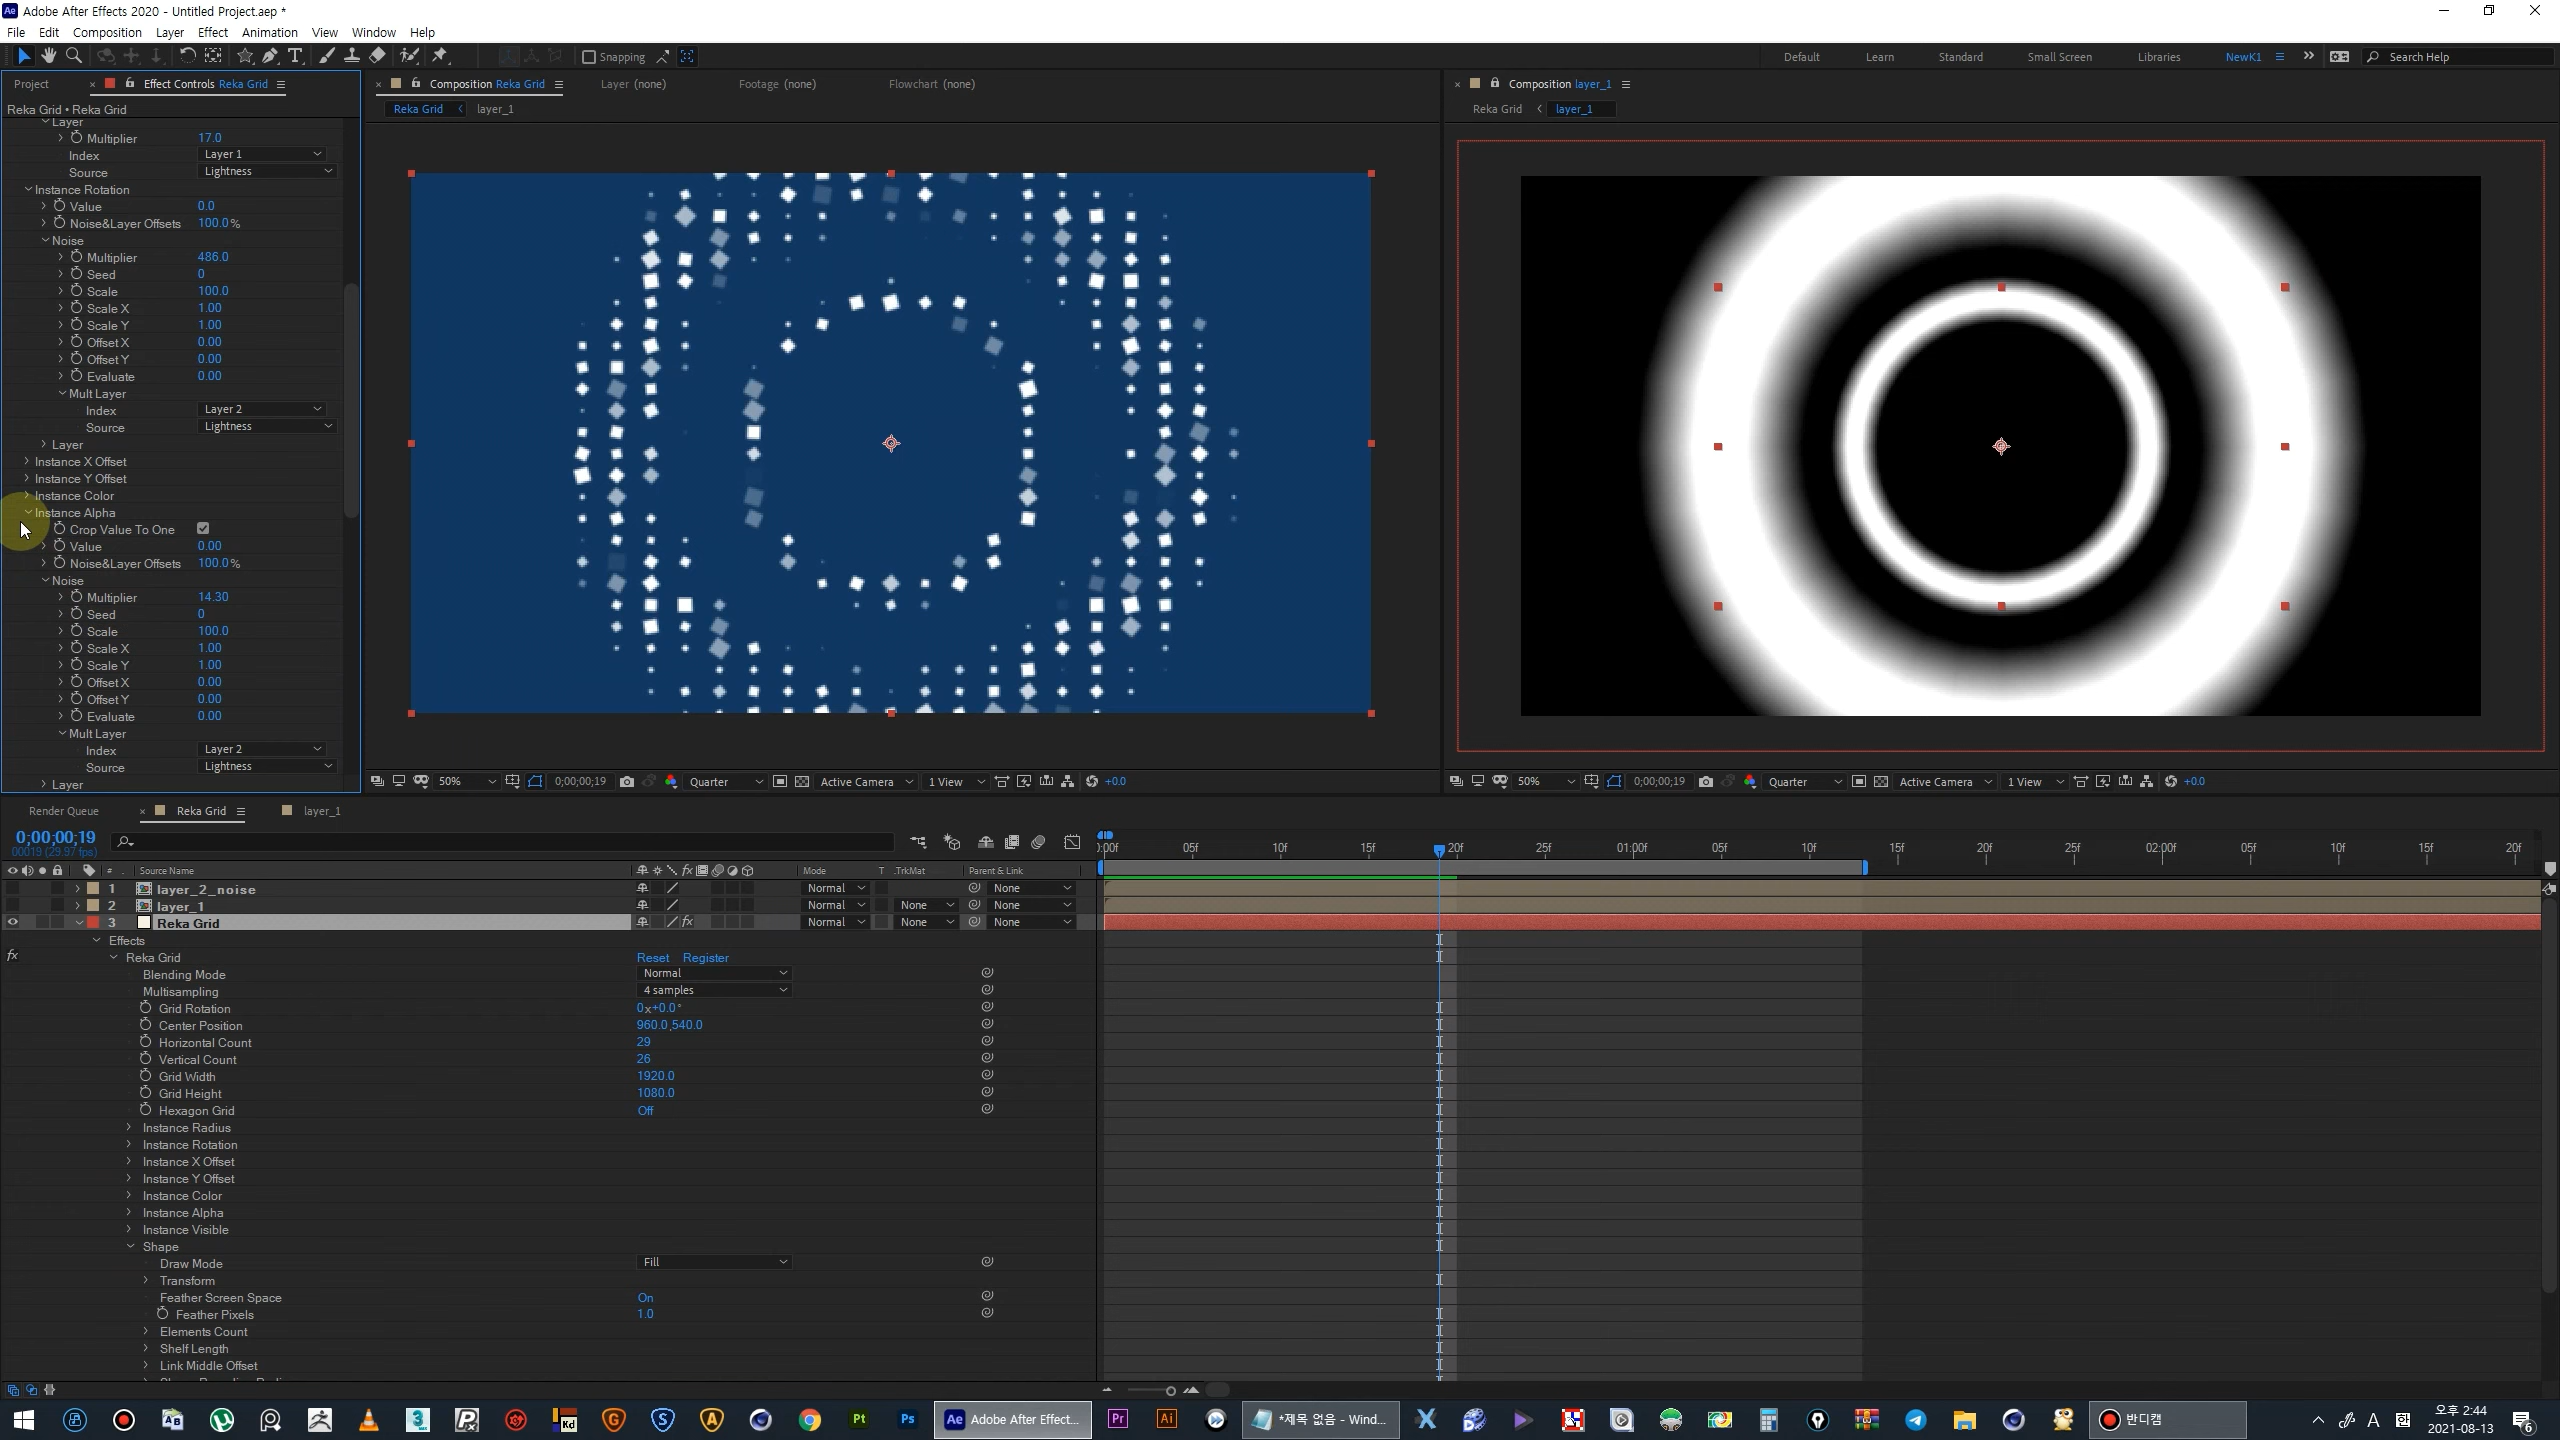 Adobe After Effects 2020 - Untitled Project.aep *
File Edit Composition Layer Effect Animation View Window Help
Snapping
Default Learn Standard Small Screen Libraries NewK1 Search Help
Project Effect Controls Reka Grid
Reka Grid • Reka Grid
Layer
Multiplier 17.0
Index Layer 1
Source Lightness
Instance Rotation
Value 0.0
Noise&Layer Offsets 100.0%
Noise
Multiplier 486.0
Seed 0
Scale 100.0
Scale X 1.00
Scale Y 1.00
Offset X 0.00
Offset Y 0.00
Evaluate 0.00
Mult Layer
Index Layer 2
Source Lightness
Layer
Instance X Offset
Instance Y Offset
Instance Color
Instance Alpha
Crop Value To One
Value 0.00
Noise&Layer Offsets 100.0%
Noise
Multiplier 14.30
Seed 0
Scale 100.0
Scale X 1.00
Scale Y 1.00
Offset X 0.00
Offset Y 0.00
Evaluate 0.00
Mult Layer
Index Layer 2
Source Lightness
Layer
Composition Reka Grid Layer (none) Footage (none) Flowchart (none)
Reka Grid layer_1
50% 0;00;00;19 Quarter Active Camera 1 View +0.0
Composition layer_1
Reka Grid layer_1
50% 0;00;00;19 Quarter Active Camera 1 View +0.0
Render Queue Reka Grid layer_1
0;00;00;19
00019 (29.97 fps)
:00f 05f 10f 15f 20f 25f 01:00f 05f 10f 15f 20f 25f 02:00f 05f 10f 15f 20f
# Source Name Mode T .TrkMat Parent & Link
1 layer_2_noise Normal None
2 layer_1 Normal None None
3 Reka Grid Normal None None
Effects
Reka Grid Reset Register
Blending Mode Normal
Multisampling 4 samples
Grid Rotation 0x+0.0°
Center Position 960.0,540.0
Horizontal Count 29
Vertical Count 26
Grid Width 1920.0
Grid Height 1080.0
Hexagon Grid Off
Instance Radius
Instance Rotation
Instance X Offset
Instance Y Offset
Instance Color
Instance Alpha
Instance Visible
Shape
Draw Mode Fill
Transform
Feather Screen Space On
Feather Pixels 1.0
Elements Count
Shelf Length
Link Middle Offset
Adobe After Effect... *제목 없음 - Wind... 반디캠
A 한 오후 2:44
2021-08-13 6